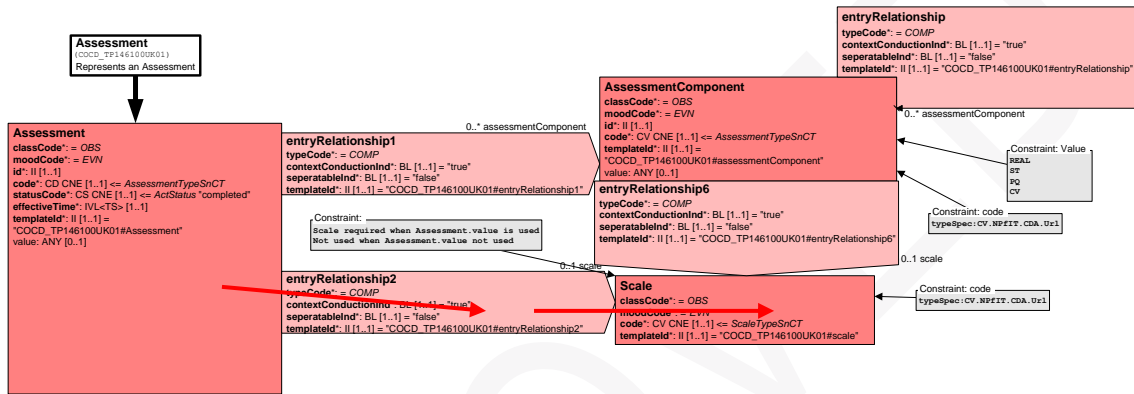 entryRelationship
typeCode*: = COMP
contextConductionInd*: BL [1..1] = "true"
seperatableInd*: BL [1..1] = "false"
templateId*: II [1..1] = "COCD_TP146100UK01#entryRelationship"
Assessment
(COCD_TP146100UK01)
Represents an Assessment
AssessmentComponent
classCode*: = OBS
moodCode*: = EVN
id*: II [1..1]
code*: CV CNE [1..1] <= AssessmentTypeSnCT
templateId*: II [1..1] =
"COCD_TP146100UK01#assessmentComponent"
value: ANY [0..1]
0..* assessmentComponent
0..* assessmentComponent
Assessment
classCode*: = OBS
moodCode*: = EVN
id*: II [1..1]
code*: CD CNE [1..1] <= AssessmentTypeSnCT
statusCode*: CS CNE [1..1] <= ActStatus "completed"
effectiveTime*: IVL<TS> [1..1]
templateId*: II [1..1] =
"COCD_TP146100UK01#Assessment"
value: ANY [0..1]
entryRelationship1
typeCode*: = COMP
contextConductionInd*: BL [1..1] = "true"
seperatableInd*: BL [1..1] = "false"
templateId*: II [1..1] = "COCD_TP146100UK01#entryRelationship1"
Constraint: Value
REAL
ST
PQ
CV
entryRelationship6
typeCode*: = COMP
contextConductionInd*: BL [1..1] = "true"
seperatableInd*: BL [1..1] = "false"
templateId*: II [1..1] = "COCD_TP146100UK01#entryRelationship6"
Constraint: code
typeSpec:CV.NPfIT.CDA.Url
Constraint:
Scale required when Assessment.value is used
Not used when Assessment.value not used
0..1 scale
0..1 scale
entryRelationship2
typeCode*: = COMP
contextConductionInd*: BL [1..1] = "true"
seperatableInd*: BL [1..1] = "false"
templateId*: II [1..1] = "COCD_TP146100UK01#entryRelationship2"
Scale
classCode*: = OBS
moodCode*: = EVN
code*: CV CNE [1..1] <= ScaleTypeSnCT
templateId*: II [1..1] = "COCD_TP146100UK01#scale"
Constraint: code
typeSpec:CV.NPfIT.CDA.Url